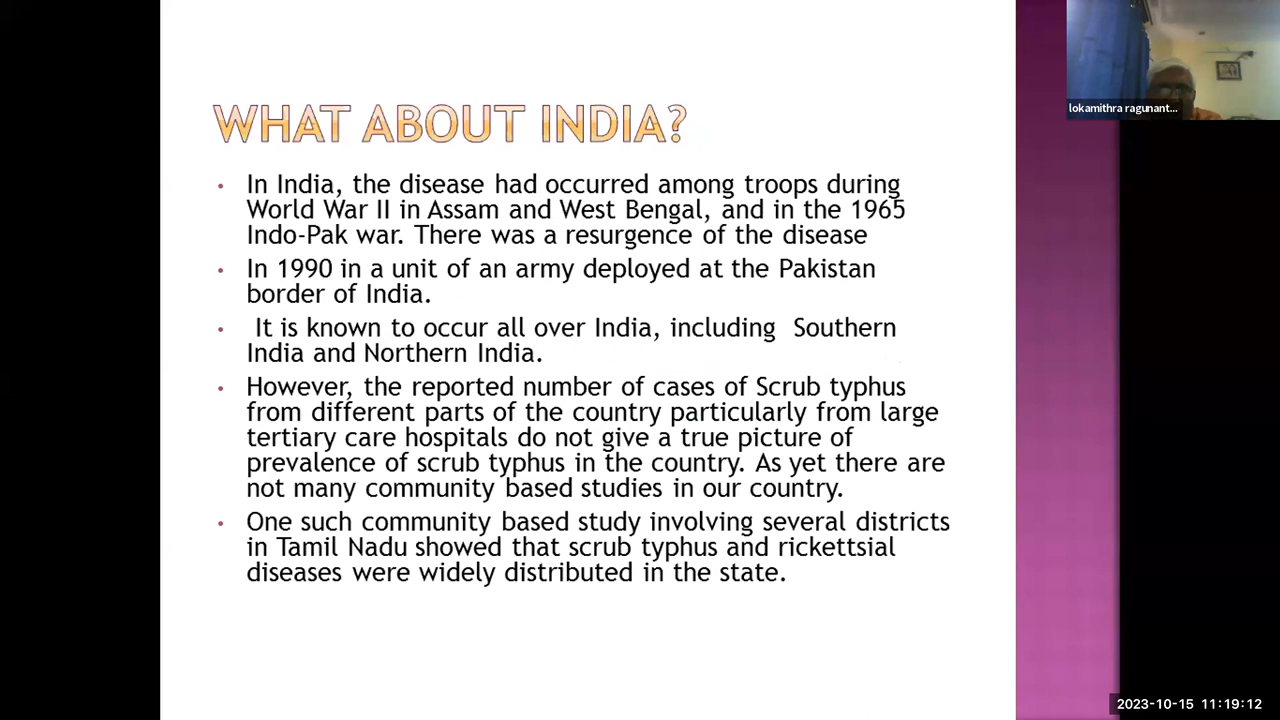 lokamithra ragunant...
WHAT ABOUT INDIA?
• In India, the disease had occurred among troops during
World War II in Assam and West Bengal, and in the 1965
Indo-Pak war. There was a resurgence of the disease
• In 1990 in a unit of an army deployed at the Pakistan
border of India.
• It is known to occur all over India, including Southern
India and Northern India.
• However, the reported number of cases of Scrub typhus
from different parts of the country particularly from large
tertiary care hospitals do not give a true picture of
prevalence of scrub typhus in the country. As yet there are
not many community based studies in our country.
• One such community based study involving several districts
in Tamil Nadu showed that scrub typhus and rickettsial
diseases were widely distributed in the state.
2023-10-15 11:19:12